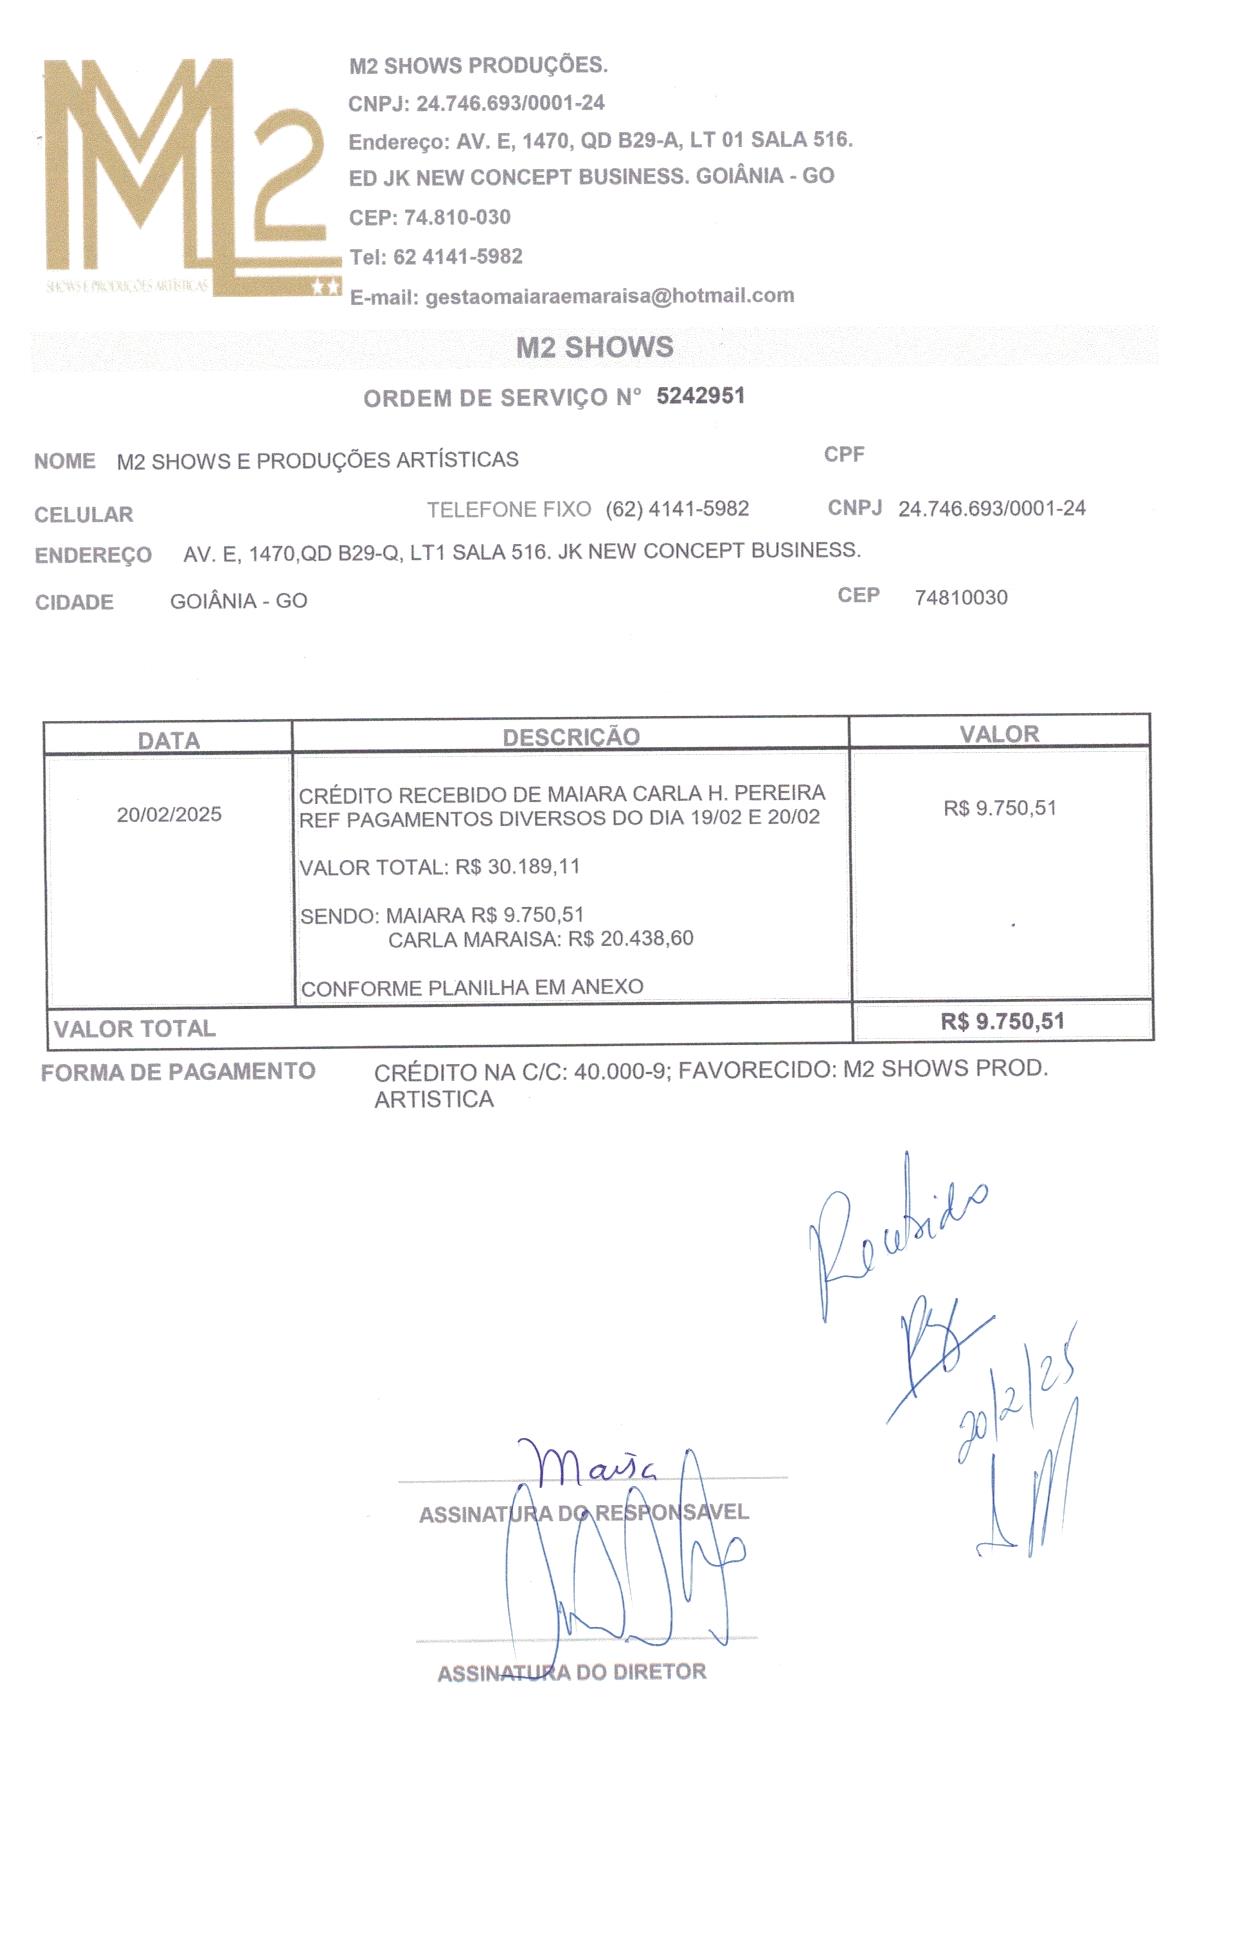 M2
SHOWS E PRODUÇÕES ARTÍSTICAS
M2 SHOWS PRODUÇÕES.
CNPJ: 24.746.693/0001-24
Endereço: AV. E, 1470, QD B29-A, LT 01 SALA 516.
ED JK NEW CONCEPT BUSINESS. GOIÂNIA - GO
CEP: 74.810-030
Tel: 62 4141-5982
E-mail: gestaomaiaraemaraisa@hotmail.com
M2 SHOWS
ORDEM DE SERVIÇO Nº 5242951
NOME M2 SHOWS E PRODUÇÕES ARTÍSTICAS CPF
CELULAR TELEFONE FIXO (62) 4141-5982 CNPJ 24.746.693/0001-24
ENDEREÇO AV. E, 1470,QD B29-Q, LT1 SALA 516. JK NEW CONCEPT BUSINESS.
CIDADE GOIÂNIA - GO CEP 74810030
DATA DESCRIÇÃO VALOR
20/02/2025 CRÉDITO RECEBIDO DE MAIARA CARLA H. PEREIRA R$ 9.750,51
REF PAGAMENTOS DIVERSOS DO DIA 19/02 E 20/02
VALOR TOTAL: R$ 30.189,11
SENDO: MAIARA R$ 9.750,51
CARLA MARAISA: R$ 20.438,60
CONFORME PLANILHA EM ANEXO
VALOR TOTAL R$ 9.750,51
FORMA DE PAGAMENTO CRÉDITO NA C/C: 40.000-9; FAVORECIDO: M2 SHOWS PROD.
ARTISTICA
Recebido
20/2/25
ASSINATURA DO RESPONSAVEL
ASSINATURA DO DIRETOR